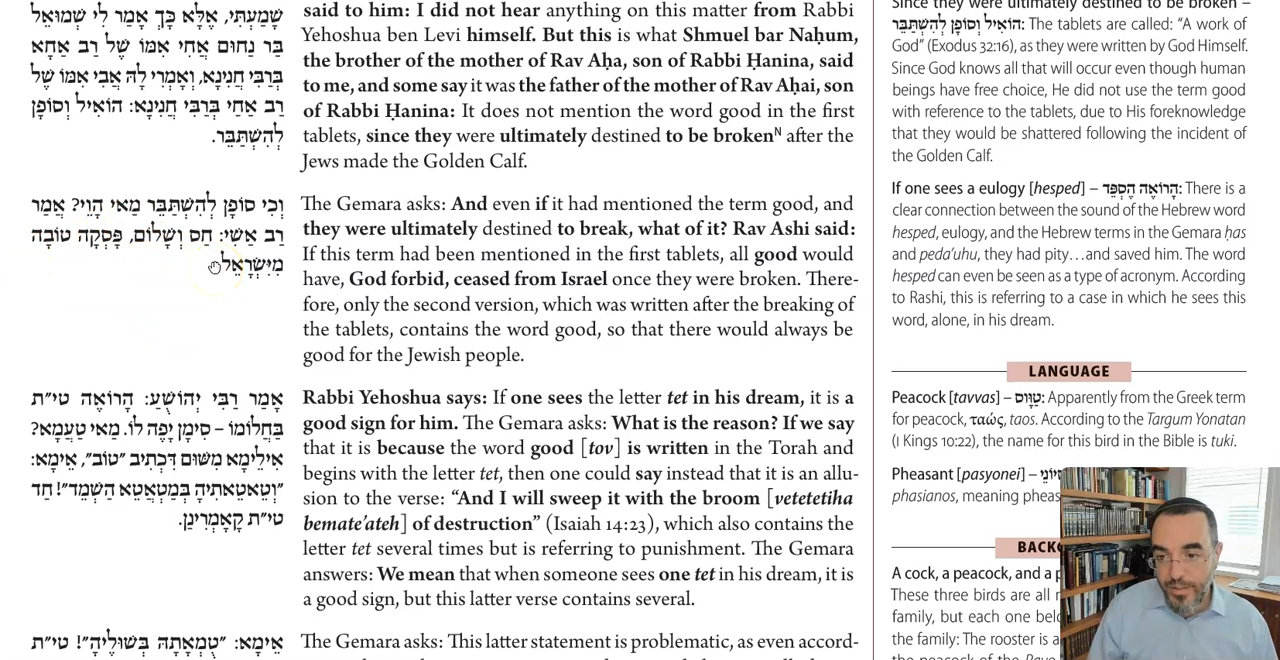 שָׁמַעְתִּי, אֶלָּא כָּךְ אָמַר לִי שְׁמוּאֵל
בַּר נַחוּם אֲחִי אִמּוֹ שֶׁל רַב אַחָא
בְּרַבִּי חֲנִינָא, וְאָמְרִי לָהּ אֲבִי אִמּוֹ שֶׁל
רַב אַחַי בְּרַבִּי חֲנִינָא: הוֹאִיל וְסוֹפָן
לְהִשְׁתַּבֵּר.
וְכִי סוֹפָן לְהִשְׁתַּבֵּר מַאי הָוֵי? אֲמַר
רַב אַשִׁי: חַס וְשָׁלוֹם, פָּסְקָה טוֹבָה
מִיִּשְׂרָאֵל.
אָמַר רַבִּי יְהוֹשֻׁעַ: הָרוֹאֶה טי״ת
בַּחֲלוֹמוֹ – סִימָן יָפֶה לוֹ. מַאי טַעֲמָא?
אִילֵימָא מִשּׁוּם דִּכְתִיב ״טוֹב״, אֵימָא:
״וְטֵאטֵאתִיהָ בְּמַטְאֲטֵא הַשְׁמֵד״! חַד
טי״ת קָאָמְרִינַן.
אֵימָא: ״טֻמְאָתָהּ בְּשׁוּלֶיהָ״! טי״ת
said to him: I did not hear anything on this matter from Rabbi
Yehoshua ben Levi himself. But this is what Shmuel bar Naḥum,
the brother of the mother of Rav Aḥa, son of Rabbi Ḥanina, said
to me, and some say it was the father of the mother of Rav Aḥai, son
of Rabbi Ḥanina: It does not mention the word good in the first
tablets, since they were ultimately destined to be brokenᴺ after the
Jews made the Golden Calf.
The Gemara asks: And even if it had mentioned the term good, and
they were ultimately destined to break, what of it? Rav Ashi said:
If this term had been mentioned in the first tablets, all good would
have, God forbid, ceased from Israel once they were broken. There-
fore, only the second version, which was written after the breaking of
the tablets, contains the word good, so that there would always be
good for the Jewish people.
Rabbi Yehoshua says: If one sees the letter tet in his dream, it is a
good sign for him. The Gemara asks: What is the reason? If we say
that it is because the word good [tov] is written in the Torah and
begins with the letter tet, then one could say instead that it is an allu-
sion to the verse: “And I will sweep it with the broom [vetetetiha
bemate’ateh] of destruction” (Isaiah 14:23), which also contains the
letter tet several times but is referring to punishment. The Gemara
answers: We mean that when someone sees one tet in his dream, it is
a good sign, but this latter verse contains several.
The Gemara asks: This latter statement is problematic, as even accord-
Since they were ultimately destined to be broken –
הוֹאִיל וְסוֹפָן לְהִשְׁתַּבֵּר: The tablets are called: “A work of
God” (Exodus 32:16), as they were written by God Himself.
Since God knows all that will occur even though human
beings have free choice, He did not use the term good
with reference to the tablets, due to His foreknowledge
that they would be shattered following the incident of
the Golden Calf.
If one sees a eulogy [hesped] – הָרוֹאֶה הֶסְפֵּד: There is a
clear connection between the sound of the Hebrew word
hesped, eulogy, and the Hebrew terms in the Gemara ḥas
and peda’uhu, they had pity…and saved him. The word
hesped can even be seen as a type of acronym. According
to Rashi, this is referring to a case in which he sees this
word, alone, in his dream.
LANGUAGE
Peacock [tavvas] – טַוָּוס: Apparently from the Greek term
for peacock, ταώς, taos. According to the Targum Yonatan
(I Kings 10:22), the name for this bird in the Bible is tuki.
Pheasant [pasyonei] –
phasianos, meaning
A cock, a peacock, and a
These three birds are all
family, but each one
the family: The rooster is a
the peacock of the